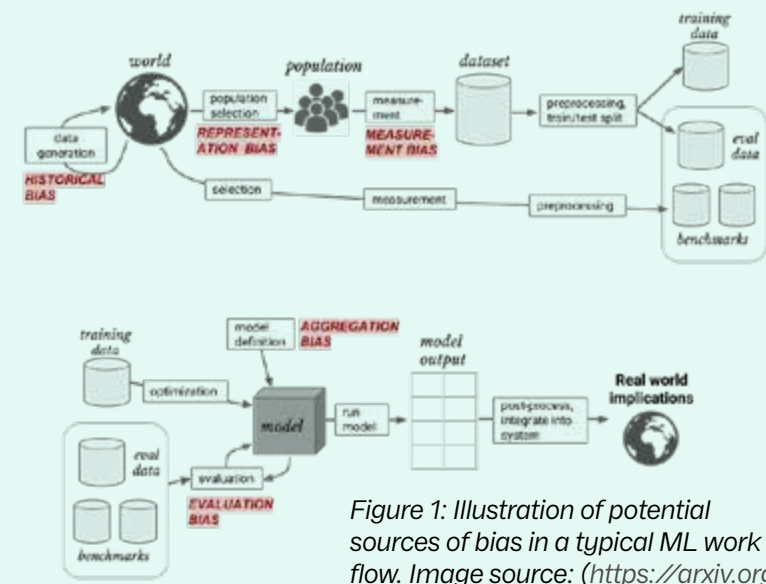 training
data
world
population
dataset
population
selection
measure-
ment
preprocessing,
train/test split
data
generation
REPRESENT-
ATION BIAS
MEASURE-
MENT BIAS
eval
data
HISTORICAL
BIAS
selection
measurement
preprocessing
benchmarks
training
data
model
definition
AGGREGATION
BIAS
model
output
optimization
Real world
implications
model
run
model
post-process,
integrate into
system
eval
data
evaluation
EVALUATION
BIAS
benchmarks
Figure 1: Illustration of potential
sources of bias in a typical ML work
flow. Image source: (https://arxiv.org